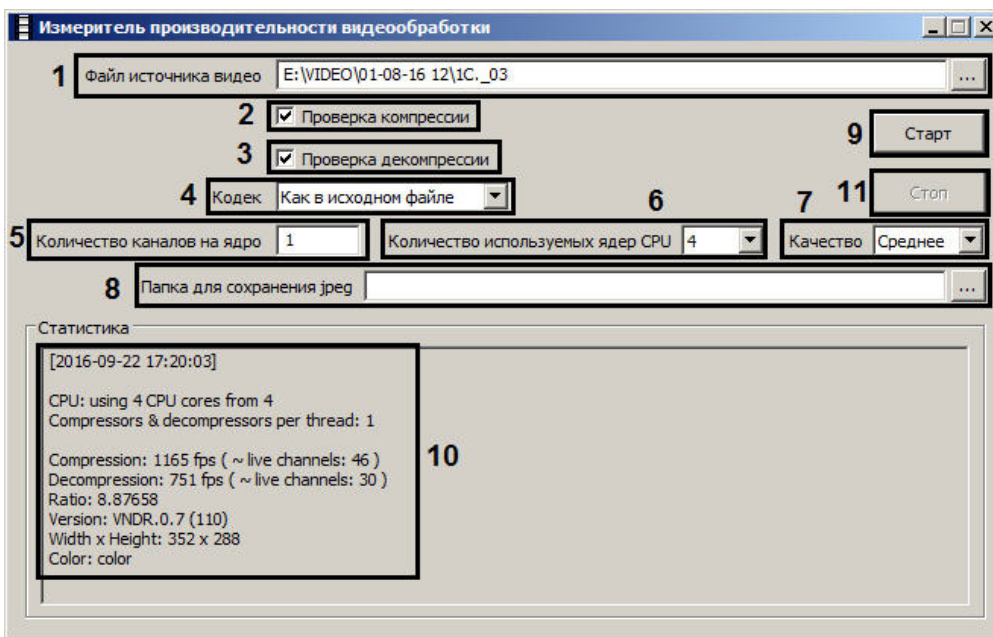 Измеритель производительности видеообработки
1 Файл источника видео E:\VIDEO\01-08-16 12\1С._03 ...
2 Проверка компрессии
9 Старт
3 Проверка декомпрессии
4 Кодек Как в исходном файле
11 Стоп
5 Количество каналов на ядро 1
6 Количество используемых ядер CPU 4
7 Качество Среднее
8 Папка для сохранения jpeg ...
Статистика
[2016-09-22 17:20:03]
CPU: using 4 CPU cores from 4
Compressors & decompressors per thread: 1
Compression: 1165 fps ( ~ live channels: 46 )
Decompression: 751 fps ( ~ live channels: 30 )
Ratio: 8.87658
Version: VNDR.0.7 (110)
Width x Height: 352 x 288
Color: color
10